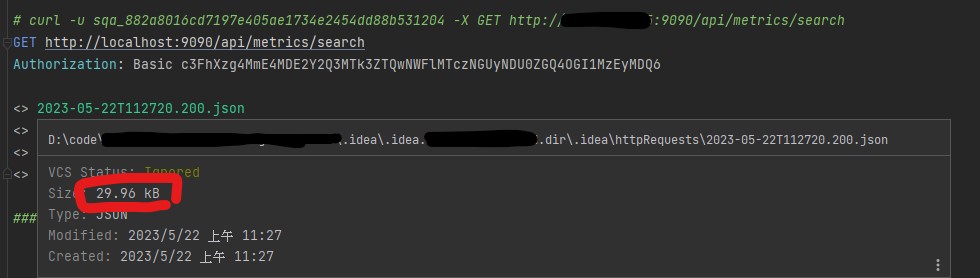 # curl -u sqa_882a8016cd7197e405ae1734e2454dd88b531204 -X GET http://:9090/api/metrics/search
GET http://localhost:9090/api/metrics/search
Authorization: Basic c3FhXzg4MmE4MDE2Y2Q3MTk3ZTQwNWFlMTczNGUyNDU0ZGQ4OGI1MzEyMDQ6
<> 2023-05-22T112720.200.json
<>
D:\code\ \.idea\.idea. .dir\.idea\httpRequests\2023-05-22T112720.200.json
<>
<> VCS Status: Ignored
Size: 29.96 kB
Type: JSON
###
Modified: 2023/5/22 上午 11:27
Created: 2023/5/22 上午 11:27